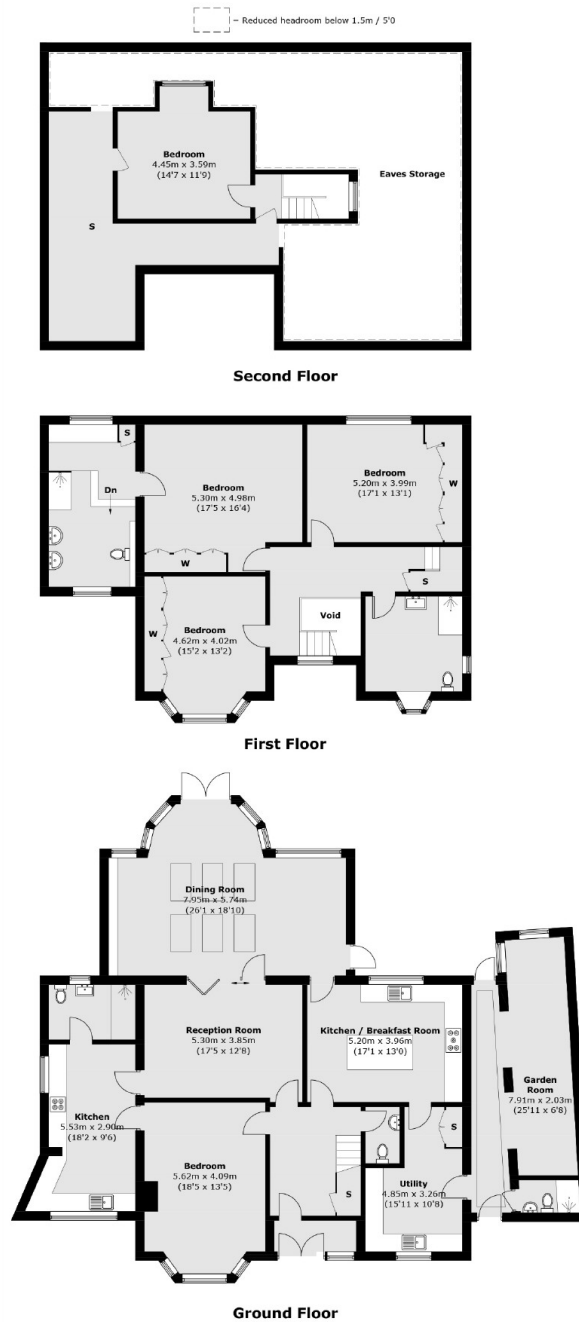 – Reduced headroom below 1.5m / 5'0
Bedroom
4.45m x 3.59m
(14'7 x 11'9)
Eaves Storage
S
Second Floor
S
Bedroom
5.30m x 4.98m
(17'5 x 16'4)
Bedroom
5.20m x 3.99m
(17'1 x 13'1)
W
Dn
W
S
W
Bedroom
4.62m x 4.02m
(15'2 x 13'2)
Void
First Floor
Dining Room
7.95m x 5.74m
(26'1 x 18'10)
Reception Room
5.30m x 3.85m
(17'5 x 12'8)
Kitchen / Breakfast Room
5.20m x 3.96m
(17'1 x 13'0)
Garden
Room
7.91m x 2.03m
(25'11 x 6'8)
Kitchen
5.53m x 2.90m
(18'2 x 9'6)
Bedroom
5.62m x 4.09m
(18'5 x 13'5)
S
S
Utility
4.85m x 3.26m
(15'11 x 10'8)
Ground Floor